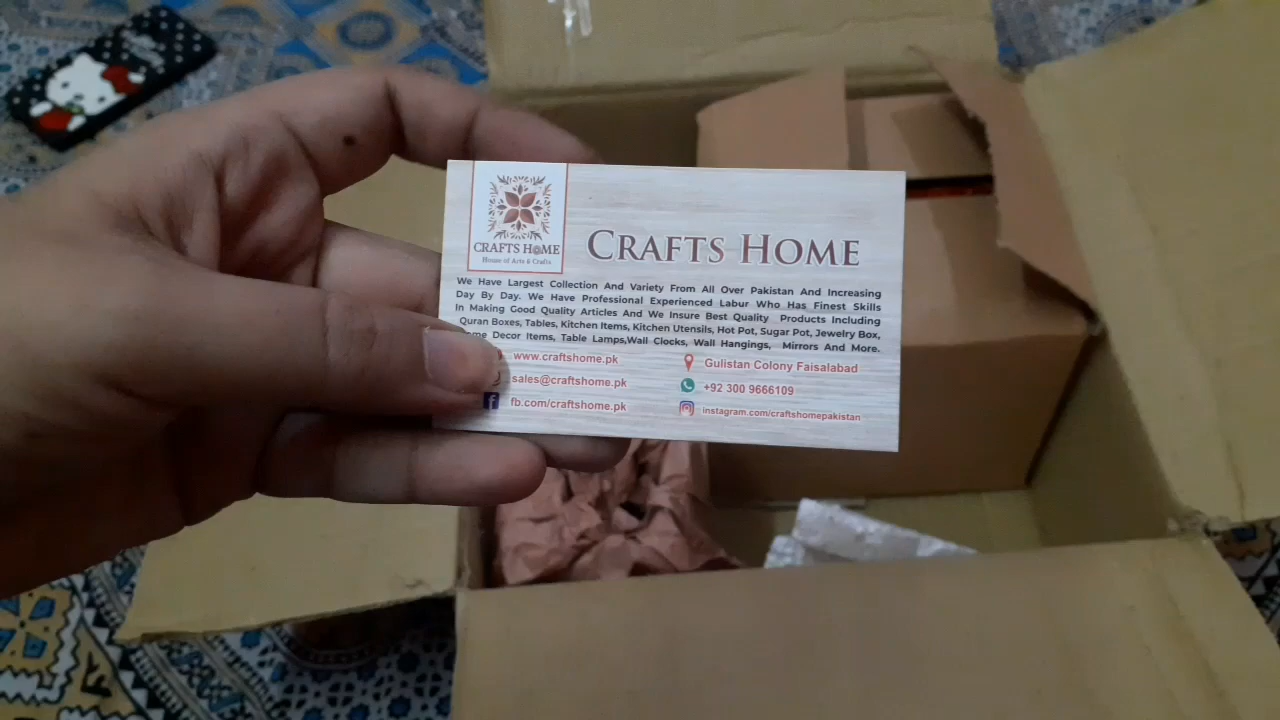 CRAFTS HOME
House of Arts & Crafts
CRAFTS HOME
We Have Largest Collection And Variety From All Over Pakistan And Increasing
Day By Day. We Have Professional Experienced Labur Who Has Finest Skills
In Making Good Quality Articles And We Insure Best Quality Products Including
Quran Boxes, Tables, Kitchen Items, Kitchen Utensils, Hot Pot, Sugar Pot, Jewelry Box,
Decor Items, Table Lamps,Wall Clocks, Wall Hangings, Mirrors And More.
www.craftshome.pk
sales@craftshome.pk
fb.com/craftshome.pk
Gulistan Colony Faisalabad
+92 300 9666109
instagram.com/craftshomepakistan